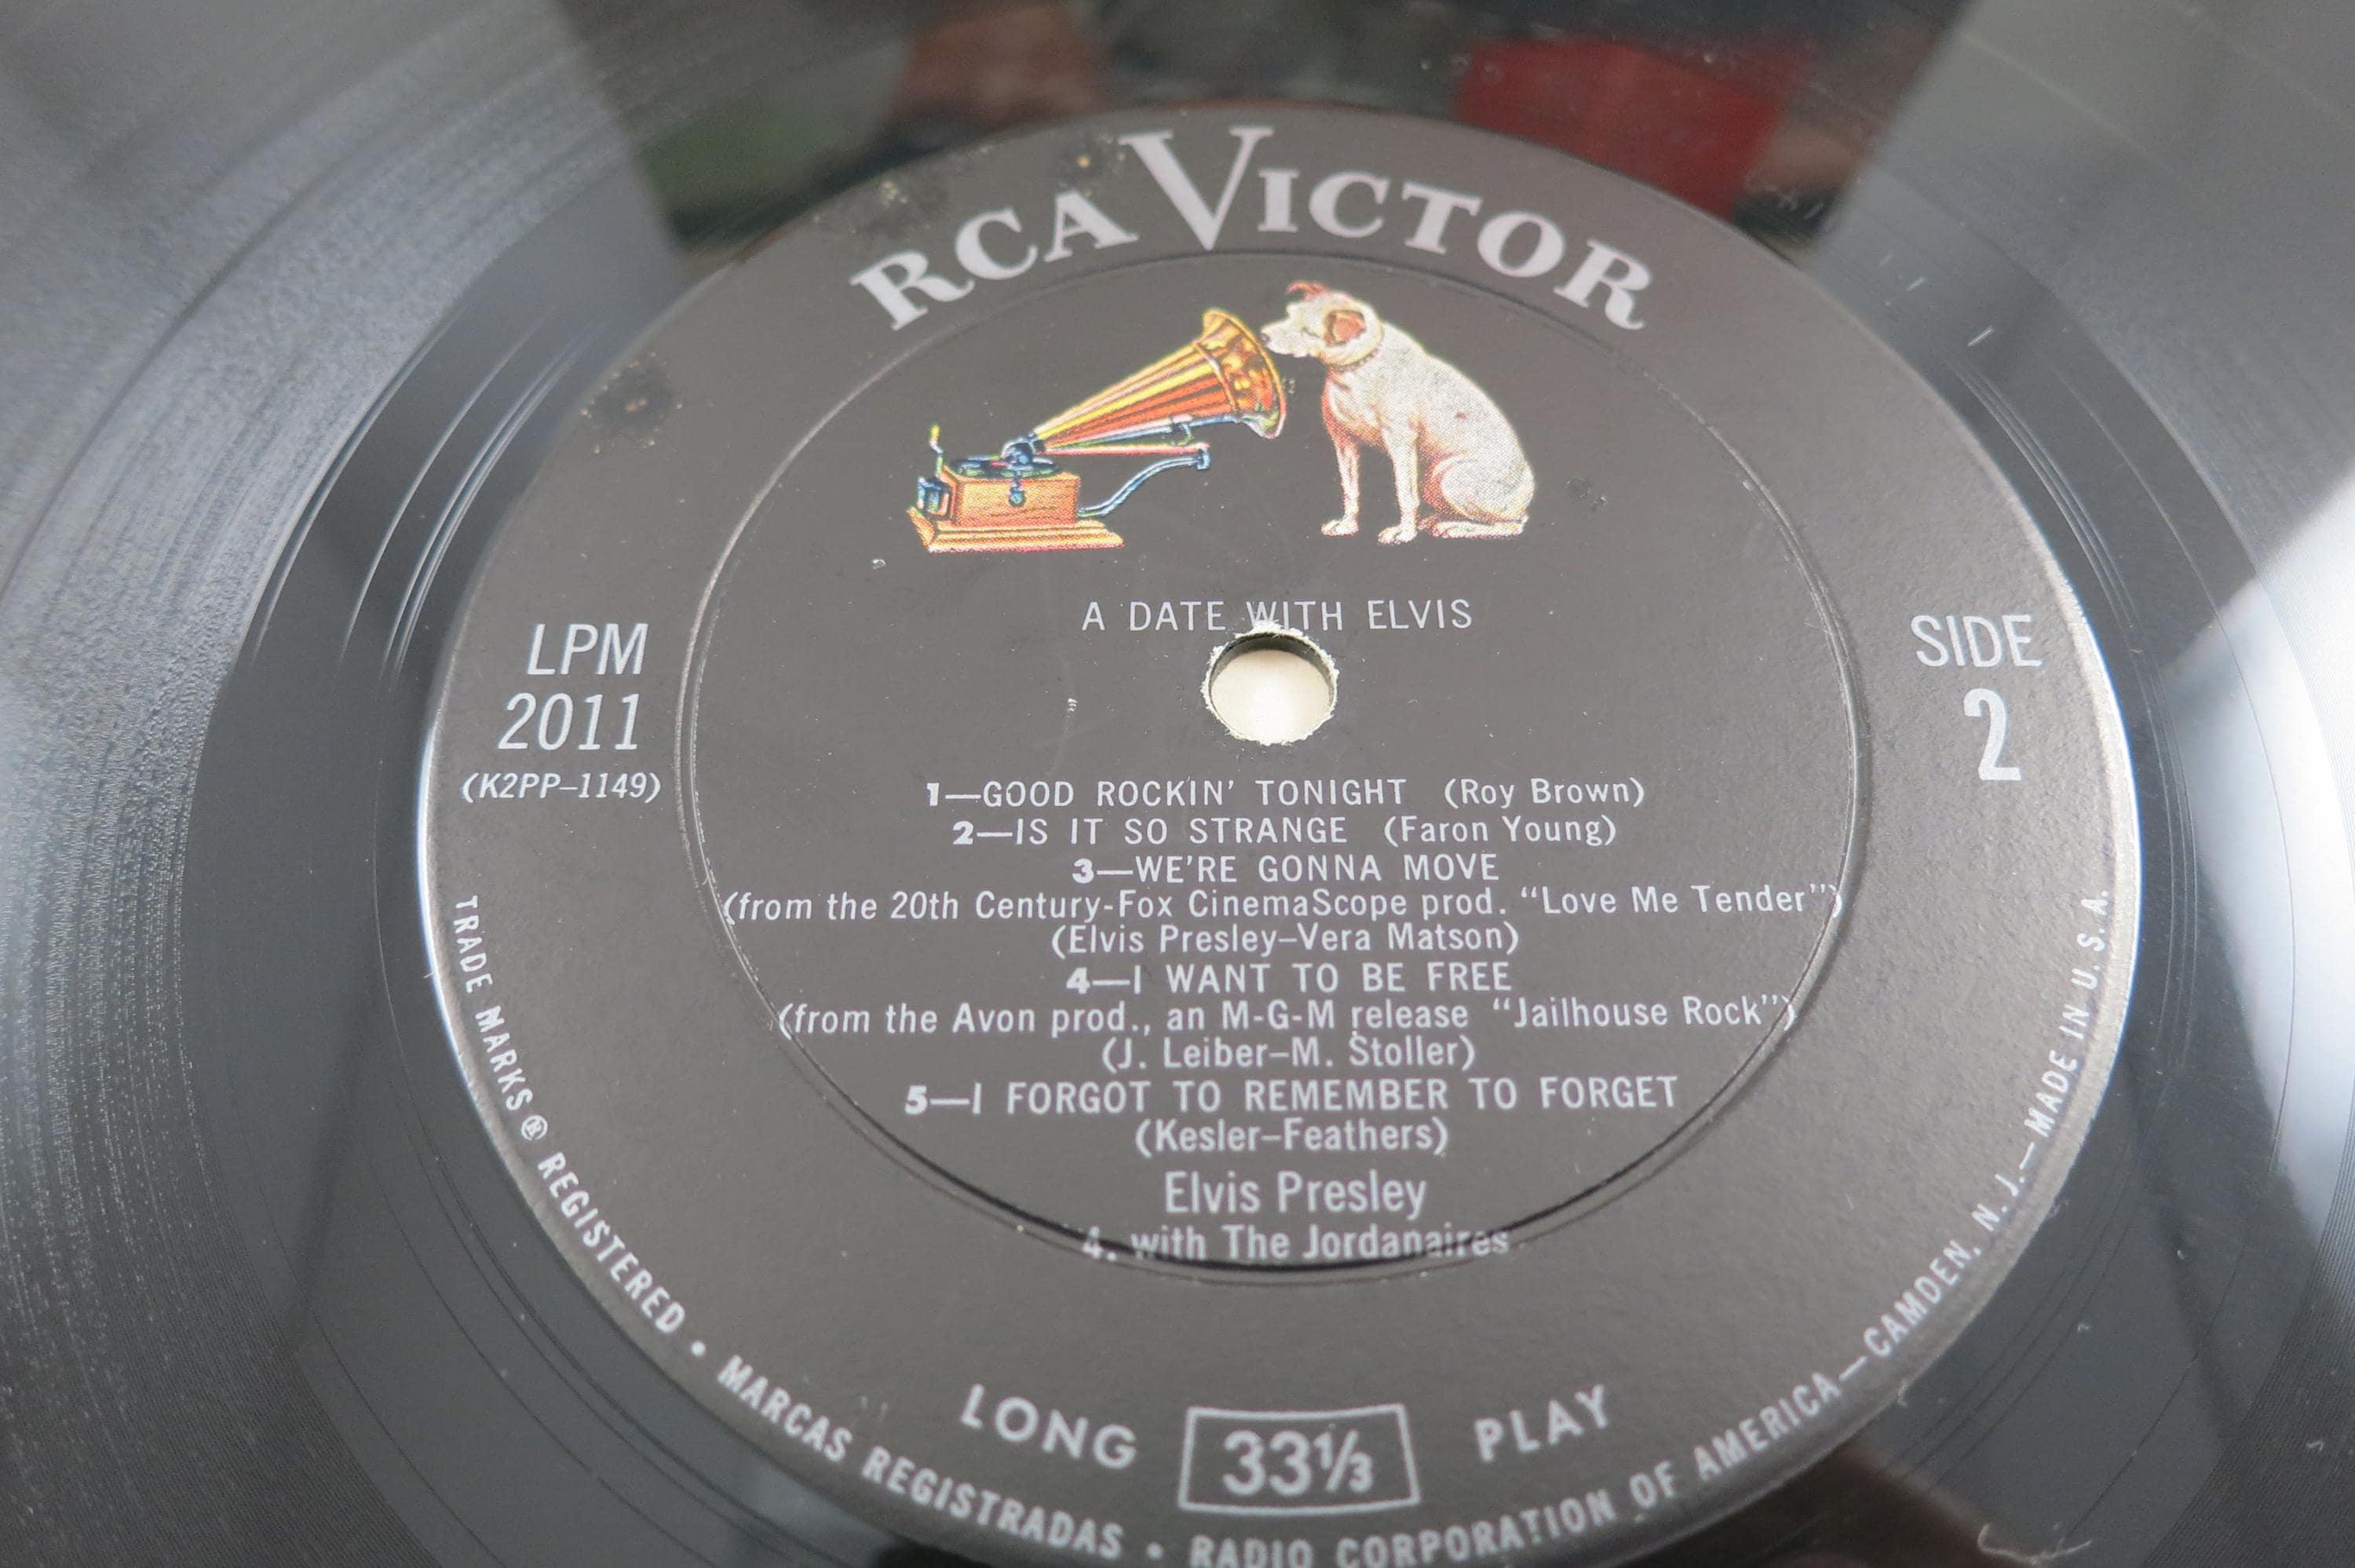 RCA VICTOR
A DATE WITH ELVIS
LPM
2011
(K2PP-1149)
SIDE
2
1—GOOD ROCKIN' TONIGHT (Roy Brown)
2—IS IT SO STRANGE (Faron Young)
3—WE'RE GONNA MOVE
(from the 20th Century-Fox CinemaScope prod. "Love Me Tender")
(Elvis Presley–Vera Matson)
4—I WANT TO BE FREE
(from the Avon prod., an M-G-M release "Jailhouse Rock")
(J. Leiber–M. Stoller)
5—I FORGOT TO REMEMBER TO FORGET
(Kesler–Feathers)
Elvis Presley
4. with The Jordanaires
LONG 33⅓ PLAY
TRADE MARKS ® REGISTERED • MARCAS REGISTRADAS • RADIO CORPORATION OF AMERICA—CAMDEN, N. J.—MADE IN U. S. A.